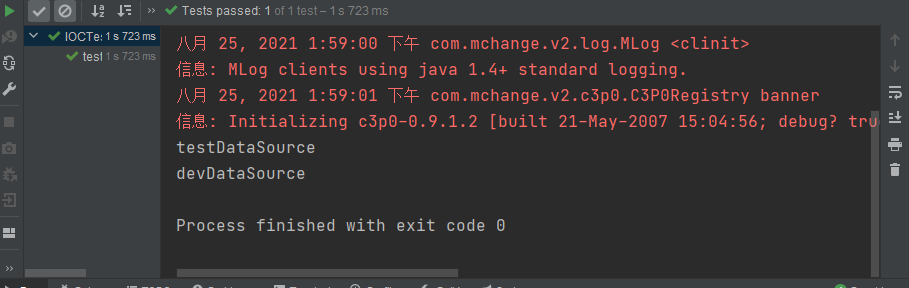 Tests passed: 1 of 1 test – 1 s 723 ms
IOCTe: 1 s 723 ms
test 1 s 723 ms
八月 25, 2021 1:59:00 下午 com.mchange.v2.log.MLog <clinit>
信息: MLog clients using java 1.4+ standard logging.
八月 25, 2021 1:59:01 下午 com.mchange.v2.c3p0.C3P0Registry banner
信息: Initializing c3p0-0.9.1.2 [built 21-May-2007 15:04:56; debug? tru
testDataSource
devDataSource
Process finished with exit code 0